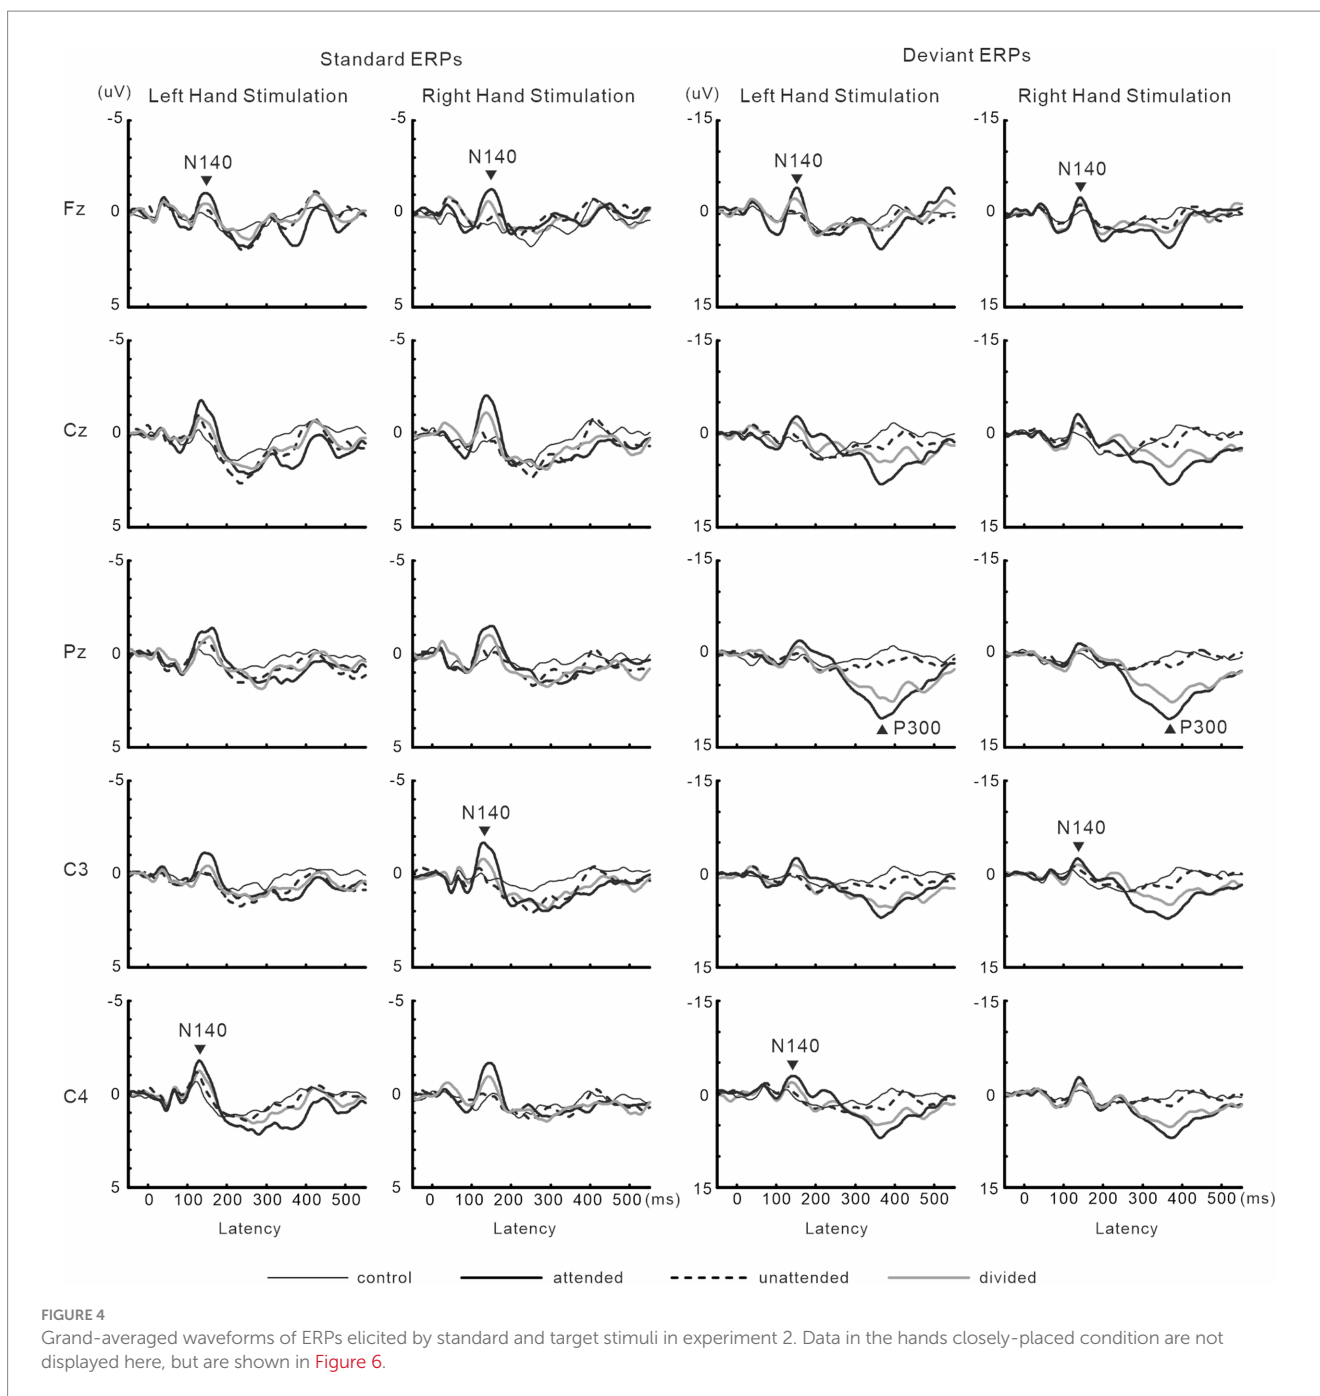 Standard ERPs
Deviant ERPs
(uV) Left Hand Stimulation
Right Hand Stimulation
(uV) Left Hand Stimulation
Right Hand Stimulation
-5 -5 -15 -15
N140 N140 N140 N140
Fz 0 0 0 0
5 5 15 15
-5 -5 -15 -15
Cz 0 0 0 0
5 5 15 15
-5 -5 -15 -15
Pz 0 0 0 0
P300 P300
5 5 15 15
-5 -5 -15 -15
N140 N140
C3 0 0 0 0
5 5 15 15
-5 -5 -15 -15
N140 N140
C4 0 0 0 0
5 5 15 15
0 100 200 300 400 500 0 100 200 300 400 500 (ms) 0 100 200 300 400 500 0 100 200 300 400 500 (ms)
Latency Latency Latency Latency
control attended unattended divided
FIGURE 4
Grand-averaged waveforms of ERPs elicited by standard and target stimuli in experiment 2. Data in the hands closely-placed condition are not
displayed here, but are shown in Figure 6.